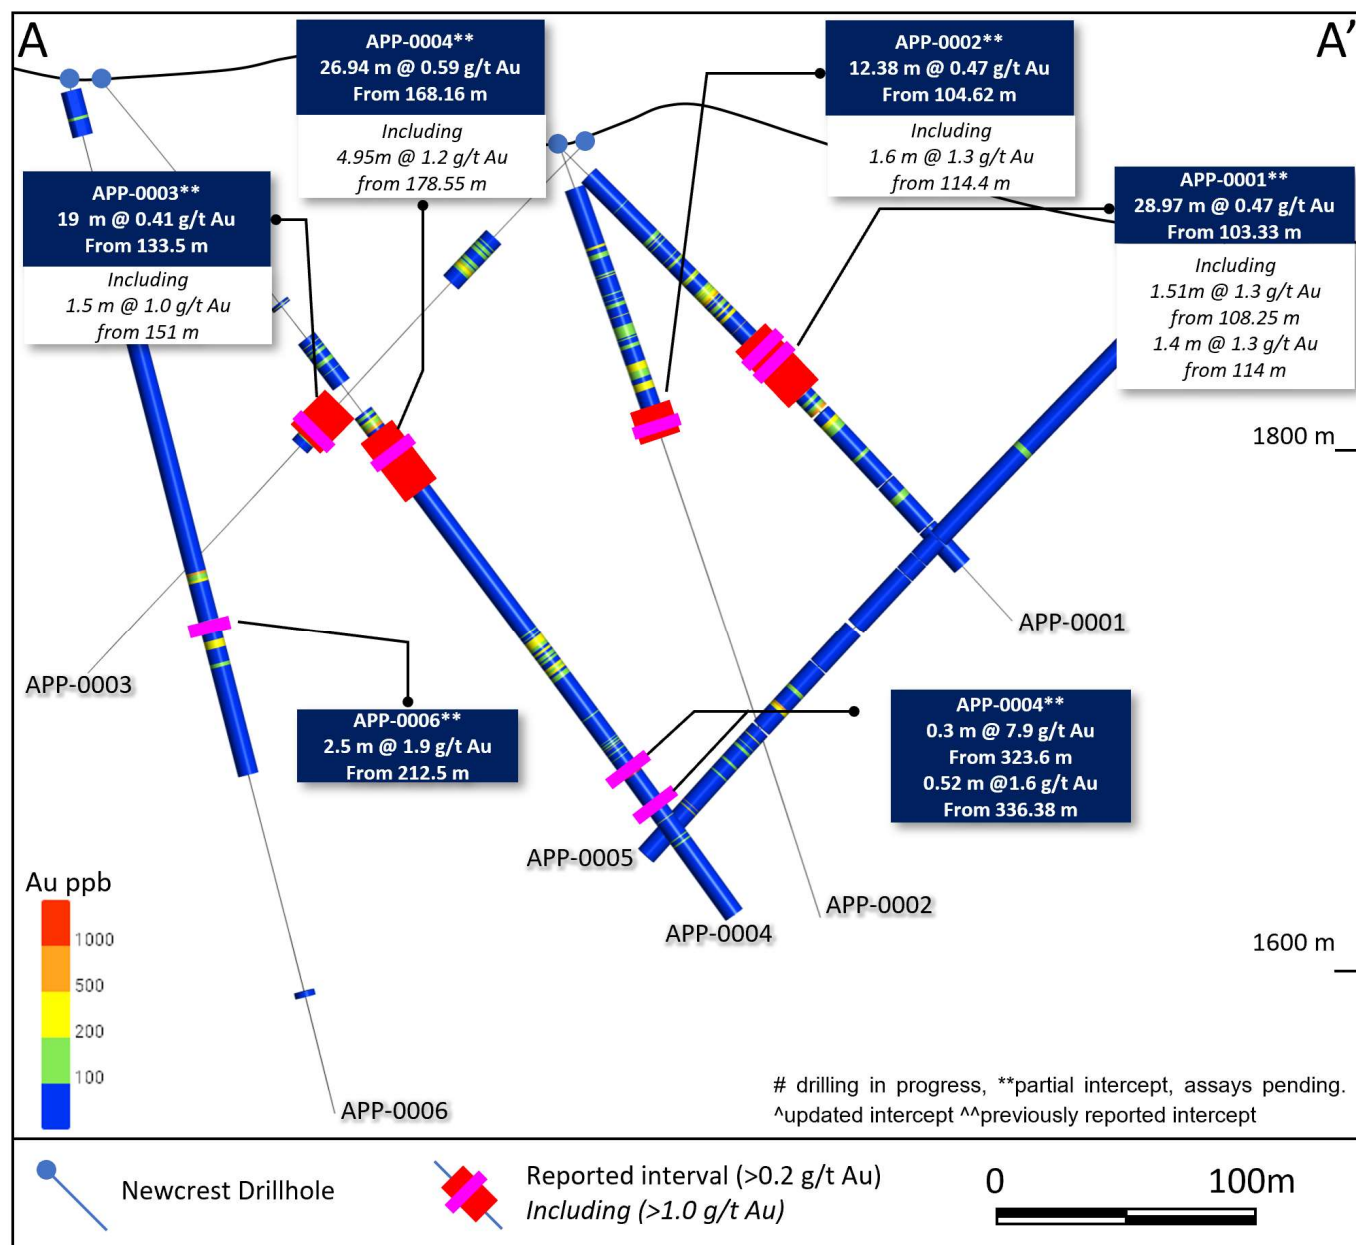 A
A'
APP-0004**
26.94 m @ 0.59 g/t Au
From 168.16 m
Including
4.95m @ 1.2 g/t Au
from 178.55 m
APP-0002**
12.38 m @ 0.47 g/t Au
From 104.62 m
Including
1.6 m @ 1.3 g/t Au
from 114.4 m
APP-0003**
19 m @ 0.41 g/t Au
From 133.5 m
Including
1.5 m @ 1.0 g/t Au
from 151 m
APP-0001**
28.97 m @ 0.47 g/t Au
From 103.33 m
Including
1.51m @ 1.3 g/t Au
from 108.25 m
1.4 m @ 1.3 g/t Au
from 114 m
1800 m
APP-0001
APP-0003
APP-0006**
2.5 m @ 1.9 g/t Au
From 212.5 m
APP-0004**
0.3 m @ 7.9 g/t Au
From 323.6 m
0.52 m @1.6 g/t Au
From 336.38 m
APP-0005
APP-0002
APP-0004
1600 m
Au ppb
1000
500
200
100
APP-0006
# drilling in progress, **partial intercept, assays pending.
^updated intercept ^^previously reported intercept
Newcrest Drillhole
Reported interval (>0.2 g/t Au)
Including (>1.0 g/t Au)
0 100m